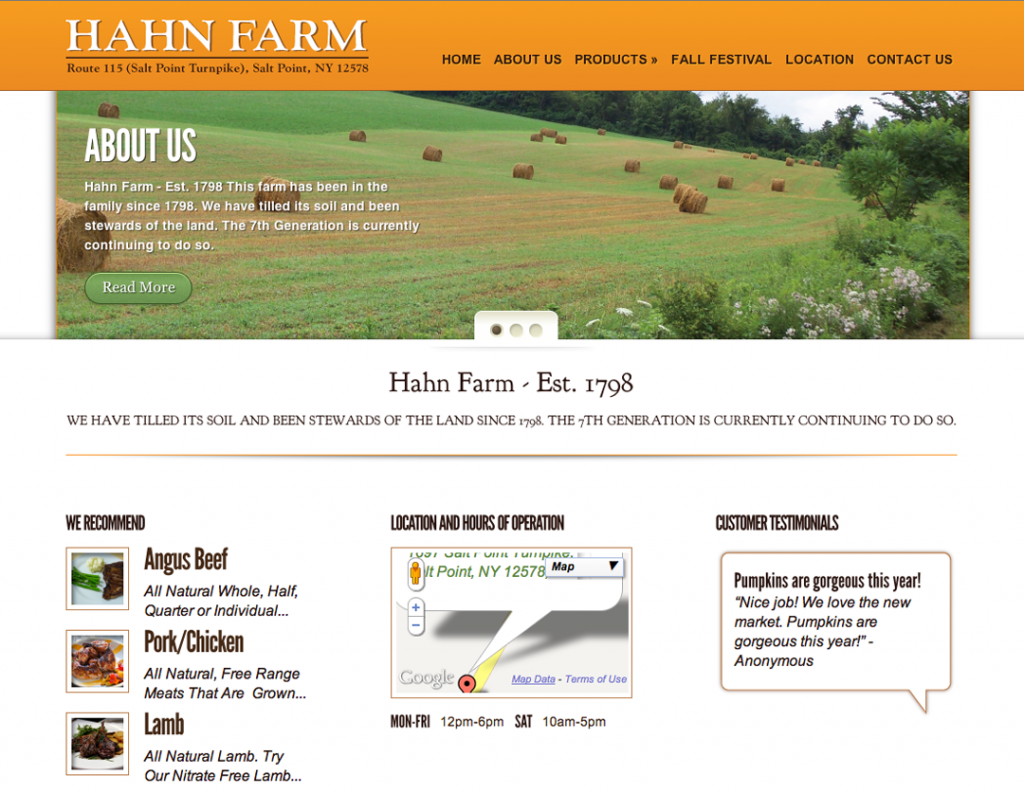 HAHN FARM
Route 115 (Salt Point Turnpike), Salt Point, NY 12578
HOME ABOUT US PRODUCTS » FALL FESTIVAL LOCATION CONTACT US
ABOUT US
Hahn Farm - Est. 1798 This farm has been in the
family since 1798. We have tilled its soil and been
stewards of the land. The 7th Generation is currently
continuing to do so.
Read More
Hahn Farm - Est. 1798
WE HAVE TILLED ITS SOIL AND BEEN STEWARDS OF THE LAND SINCE 1798. THE 7TH GENERATION IS CURRENTLY CONTINUING TO DO SO.
WE RECOMMEND
Angus Beef
All Natural Whole, Half,
Quarter or Individual...
Pork/Chicken
All Natural, Free Range
Meats That Are Grown...
Lamb
All Natural Lamb. Try
Our Nitrate Free Lamb...
LOCATION AND HOURS OF OPERATION
Salt Point Turnpike,
Point, NY 12578
Map
+
−
Google
Map Data - Terms of Use
MON-FRI 12pm-6pm SAT 10am-5pm
CUSTOMER TESTIMONIALS
Pumpkins are gorgeous this year!
“Nice job! We love the new
market. Pumpkins are
gorgeous this year!” -
Anonymous